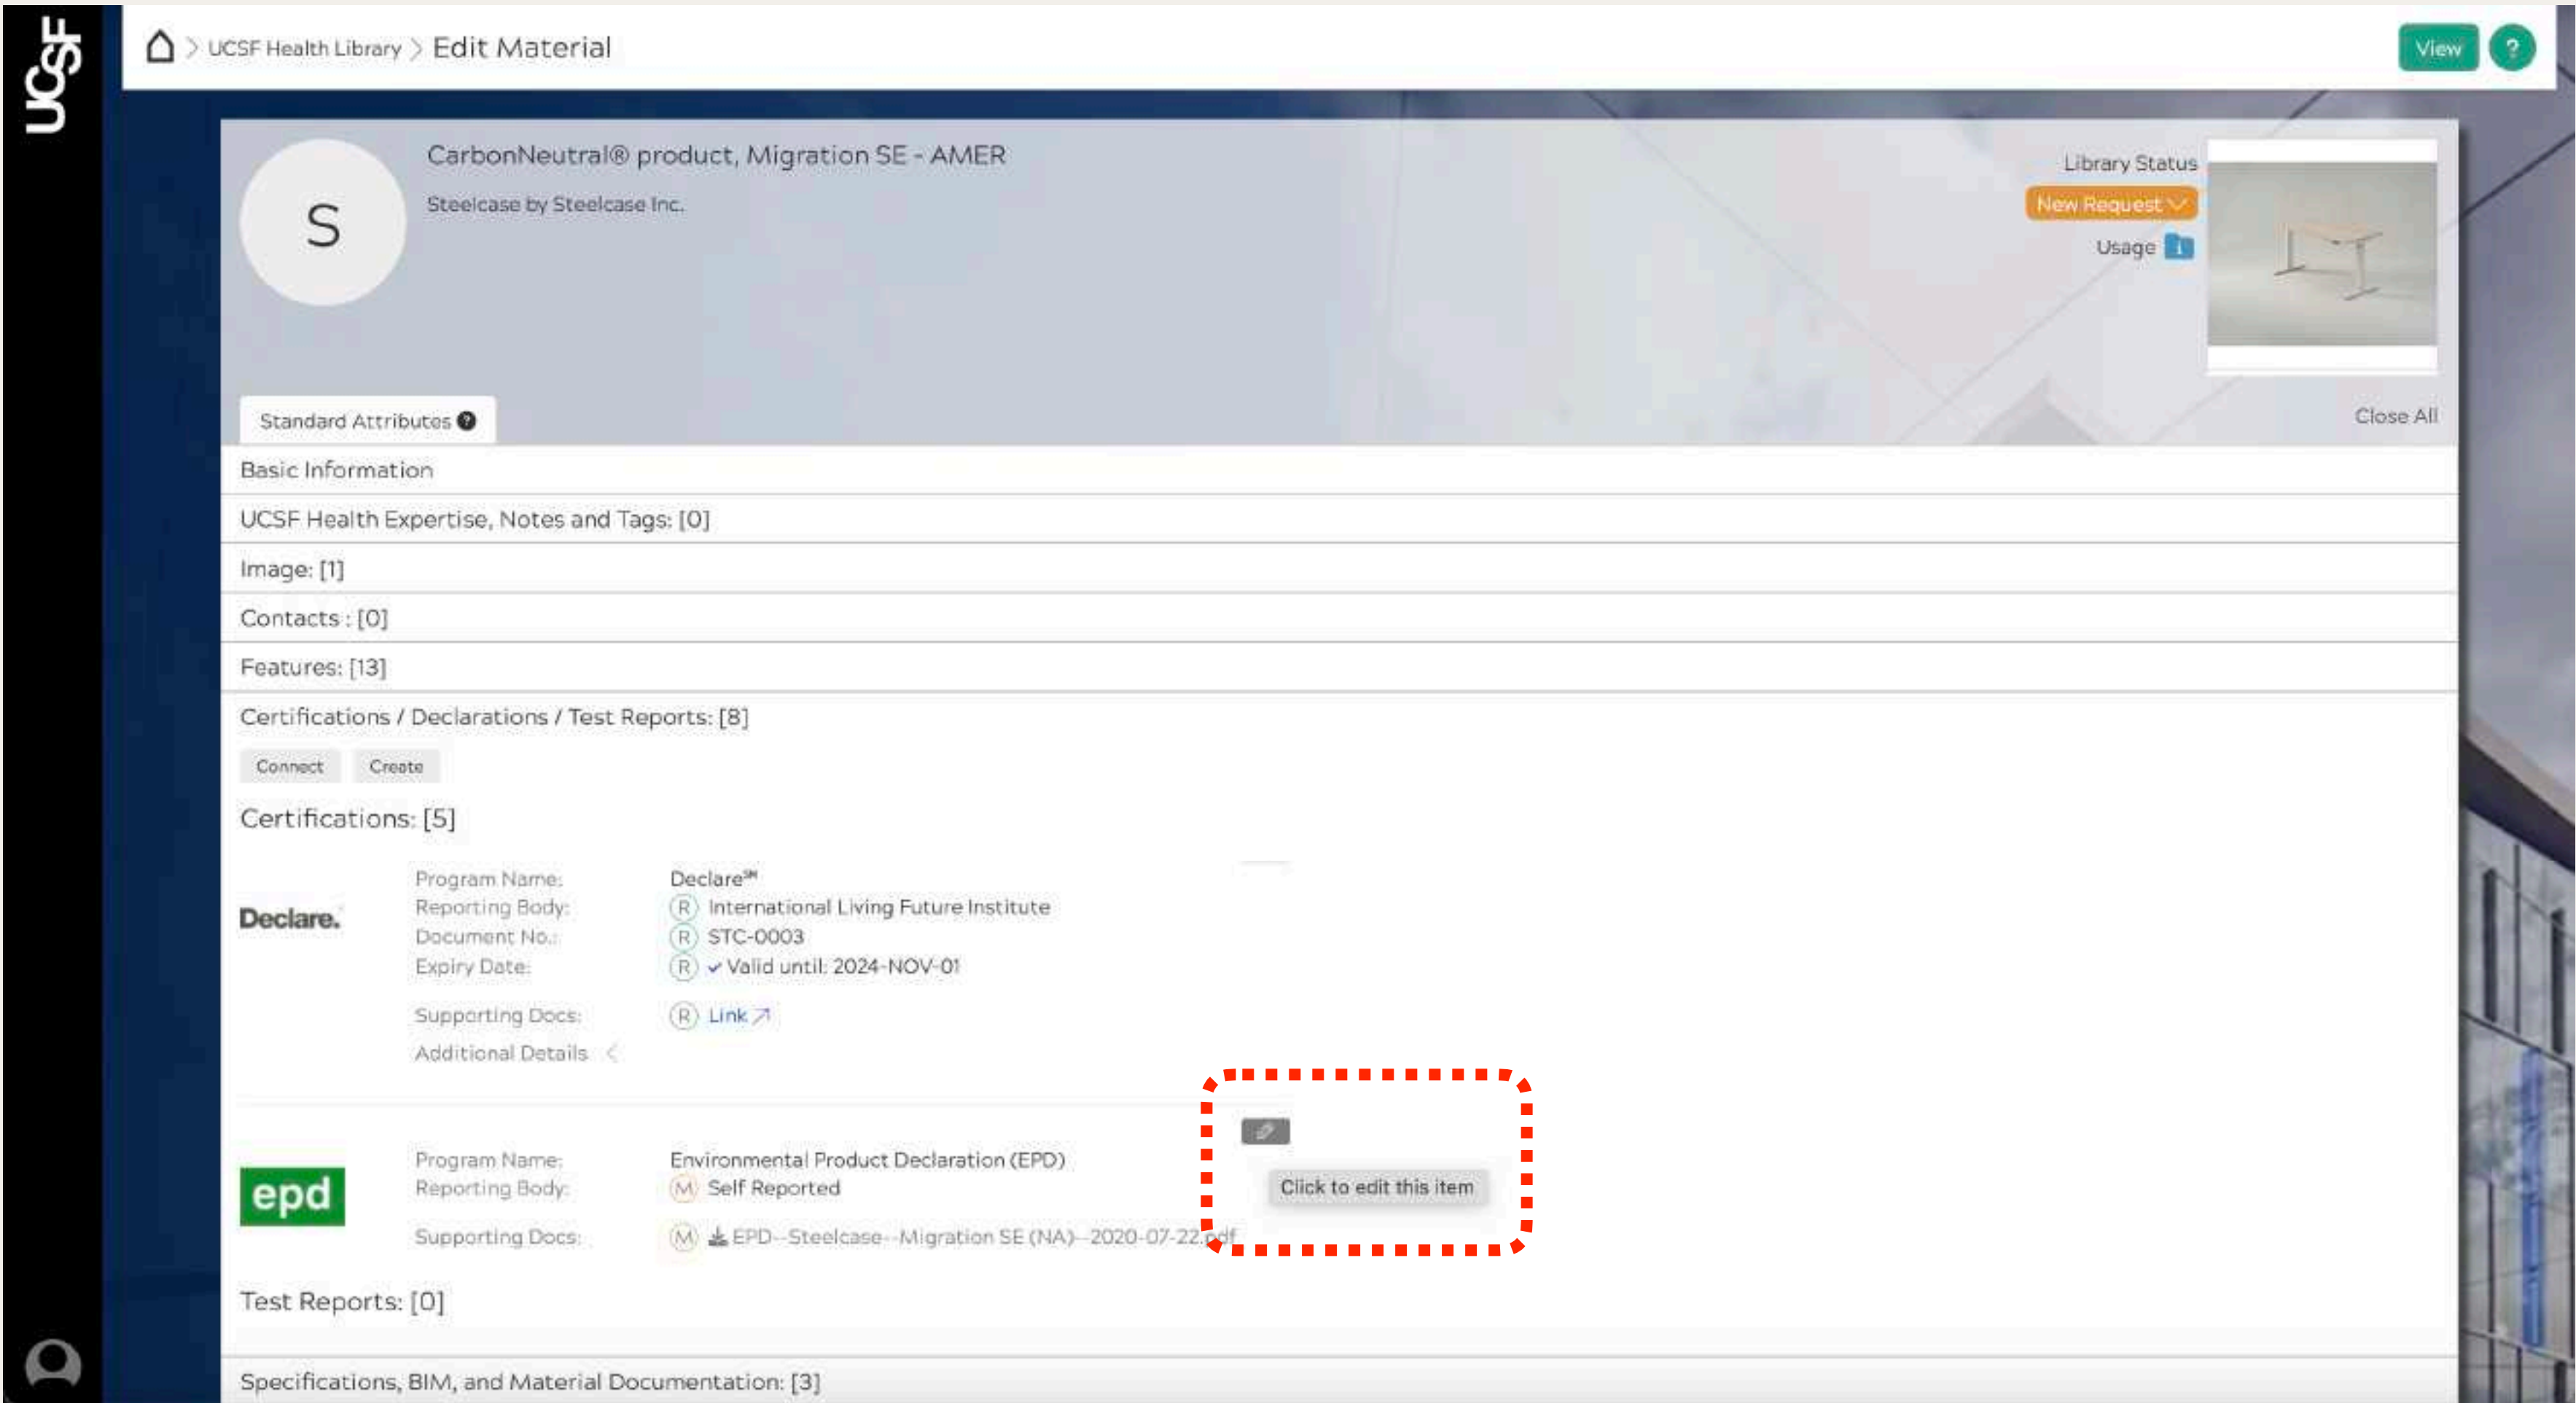 UCSF
> UCSF Health Library > Edit Material
View ?
CarbonNeutral® product, Migration SE - AMER
Steelcase by Steelcase Inc.
S
Library Status
New Request
Usage
Standard Attributes ?
Close All
Basic Information
UCSF Health Expertise, Notes and Tags: [0]
Image: [1]
Contacts : [0]
Features: [13]
Certifications / Declarations / Test Reports: [8]
Connect Create
Certifications: [5]
Declare.
Program Name: Declare℠
Reporting Body: R International Living Future Institute
Document No.: R STC-0003
Expiry Date: R ✓ Valid until: 2024-NOV-01
Supporting Docs: R Link
Additional Details <
epd
Program Name: Environmental Product Declaration (EPD)
Reporting Body: M Self Reported
Click to edit this item
Supporting Docs: M EPD--Steelcase--Migration SE (NA)--2020-07-22.pdf
Test Reports: [0]
Specifications, BIM, and Material Documentation: [3]